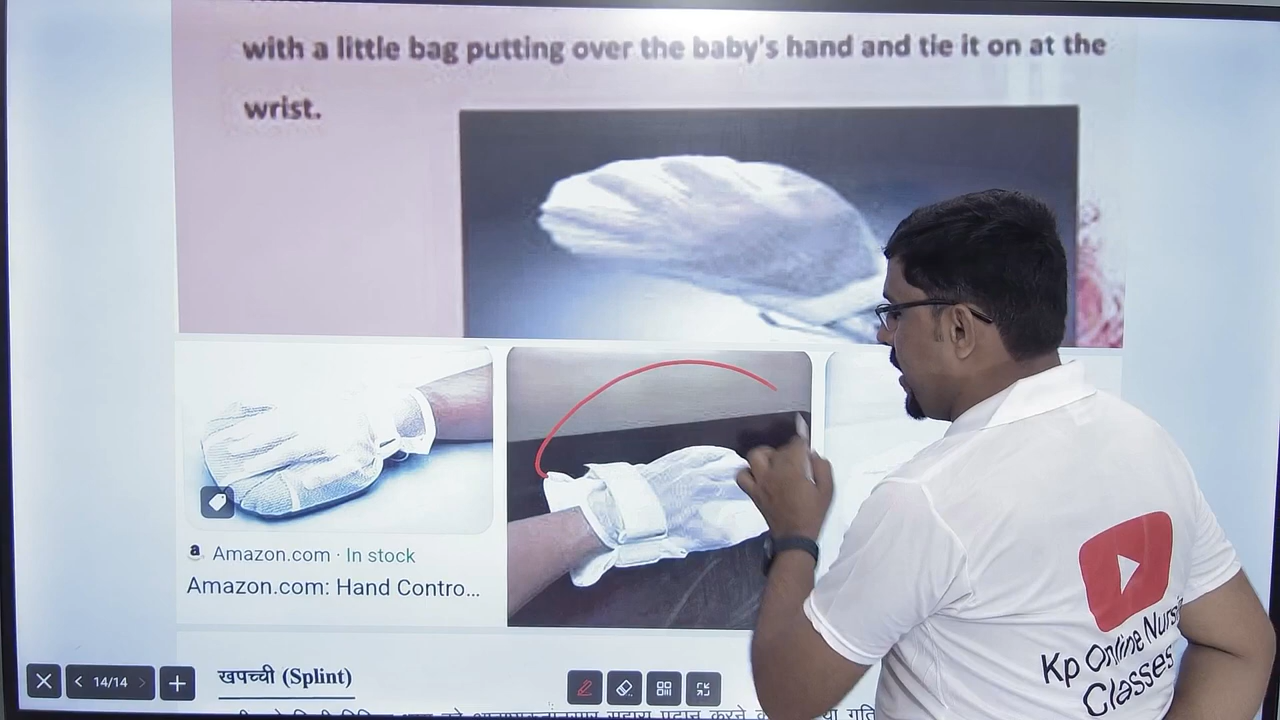 with a little bag putting over the baby's hand and tie it on at the
wrist.
a Amazon.com · In stock
Amazon.com: Hand Contro...
14/14
खपच्ची (Splint)
Kp Online Nursi
Classes